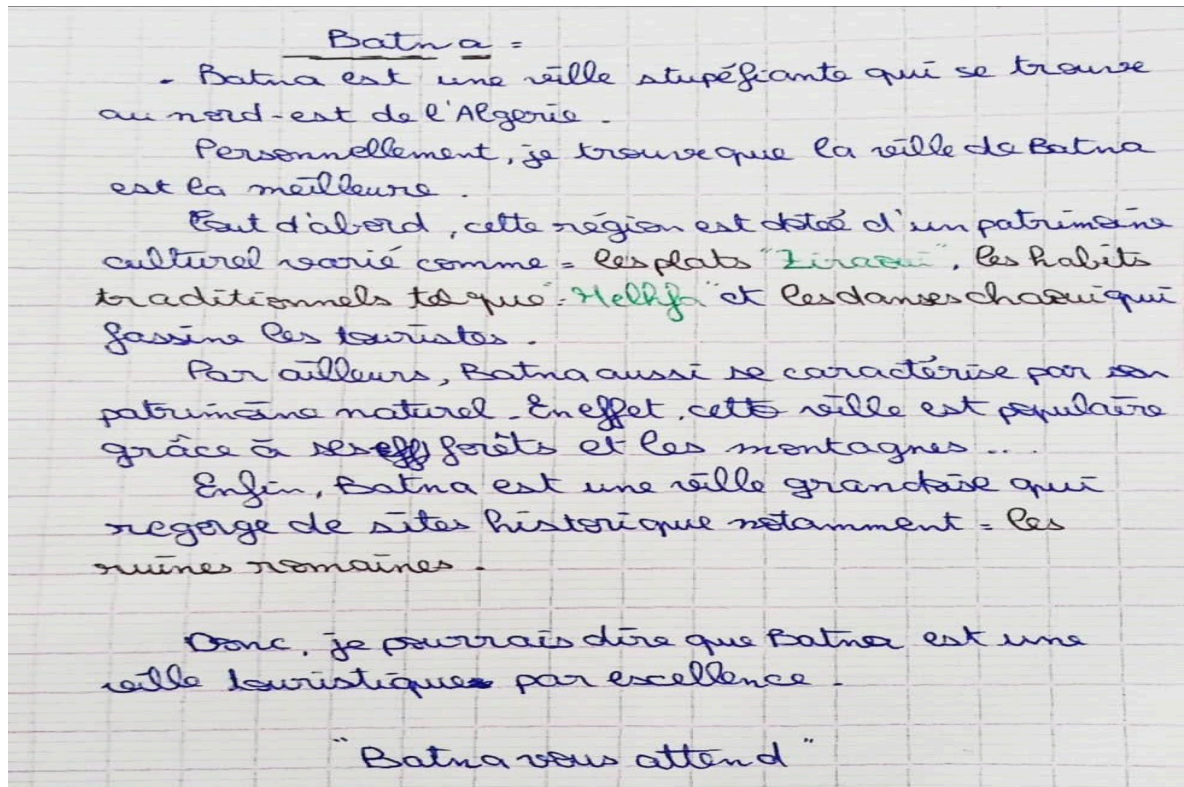 Batna =
- Batna est une ville stupéfiante qui se trouve
au nord-est de l'Algerie.
Personnellement, je trouve que la ville de Batna
est la meilleure.
Tout d'abord, cette région est dotée d'un patrimoine
culturel varié comme = les plats "Ziraoui", les habits
traditionnels tel que "Melhfa" et les danses chaoui qui
fassine les touristes.
Par ailleurs, Batna aussi se caractérise par son
patrimoine naturel. En effet, cette ville est populaire
grâce à ses forêts et les montagnes...
Enfin, Batna est une ville grandoise qui
regorge de sites historique notamment = les
ruines romaines.
Donc, je pourrais dire que Batna est une
ville touristique par excellence.
"Batna vous attend"